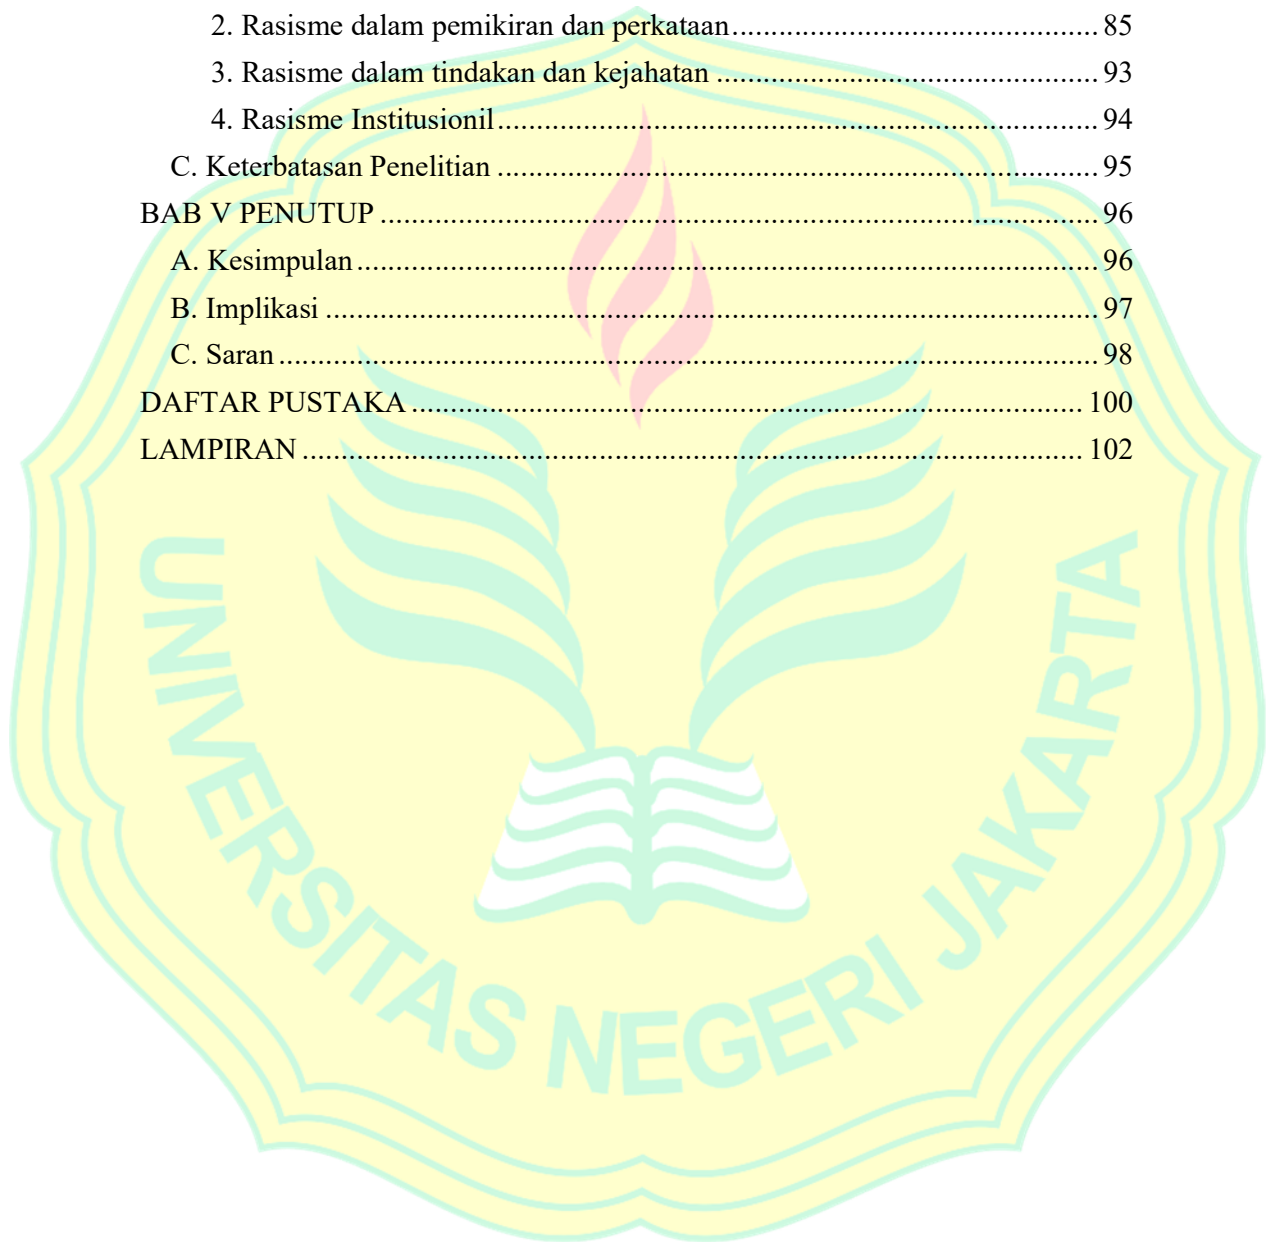 2. Rasisme dalam pemikiran dan perkataan................................................ 85
3. Rasisme dalam tindakan dan kejahatan .................................................. 93
4. Rasisme Institusionil............................................................................... 94
C. Keterbatasan Penelitian ............................................................................... 95
BAB V PENUTUP .............................................................................................. 96
A. Kesimpulan................................................................................................. 96
B. Implikasi ..................................................................................................... 97
C. Saran ........................................................................................................... 98
DAFTAR PUSTAKA ........................................................................................ 100
LAMPIRAN ...................................................................................................... 102
UNIVERSITAS NEGERI JAKARTA